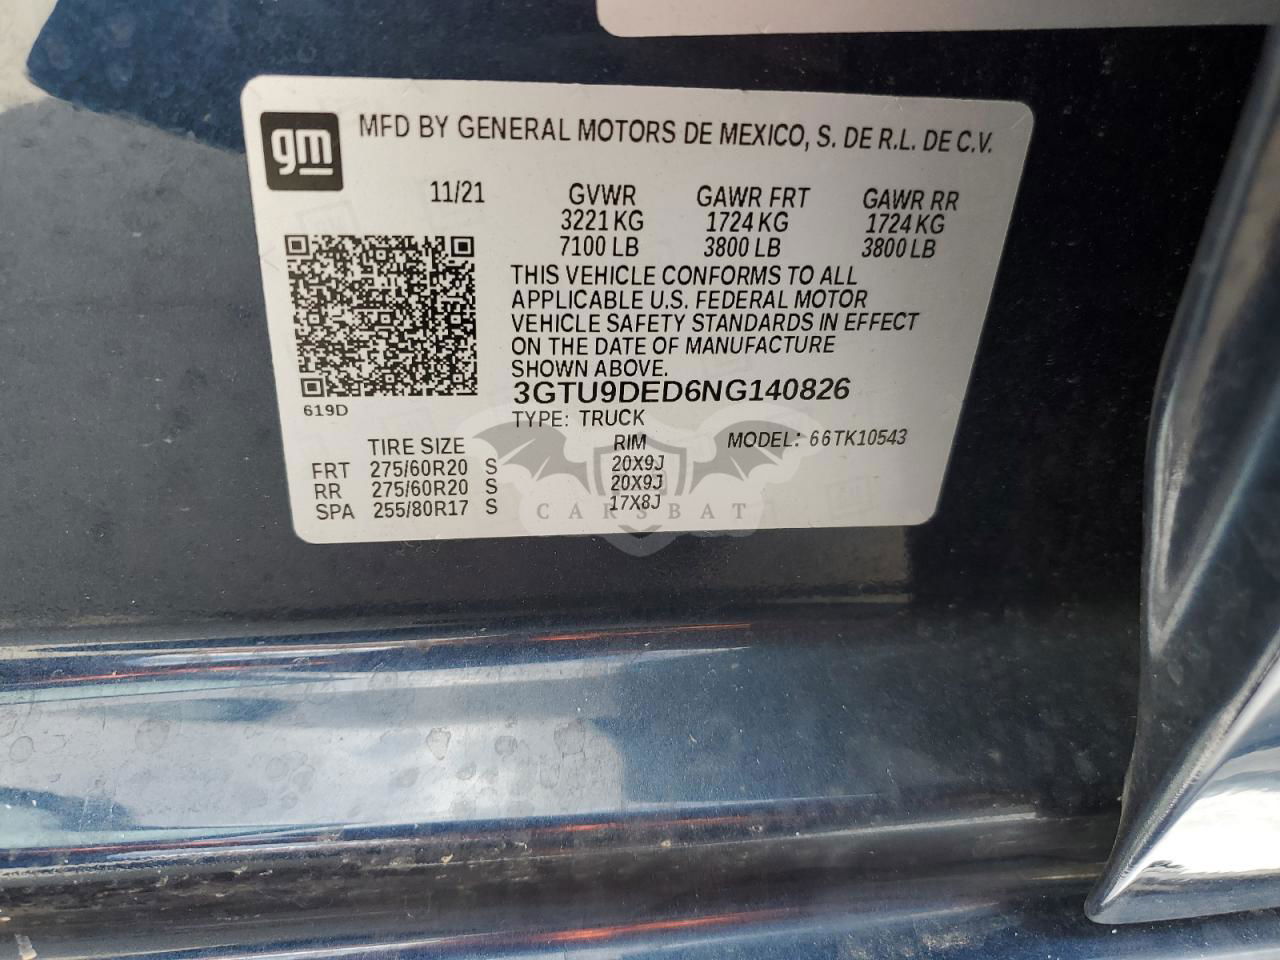 gm
MFD BY GENERAL MOTORS DE MEXICO, S. DE R.L. DE C.V.
11/21 GVWR GAWR FRT GAWR RR
3221 KG 1724 KG 1724 KG
7100 LB 3800 LB 3800 LB
THIS VEHICLE CONFORMS TO ALL
APPLICABLE U.S. FEDERAL MOTOR
VEHICLE SAFETY STANDARDS IN EFFECT
ON THE DATE OF MANUFACTURE
SHOWN ABOVE.
3GTU9DED6NG140826
619D
TYPE: TRUCK
TIRE SIZE RIM MODEL: 66TK10543
FRT 275/60R20 S 20X9J
RR 275/60R20 S 20X9J
SPA 255/80R17 S 17X8J
CARSBAT